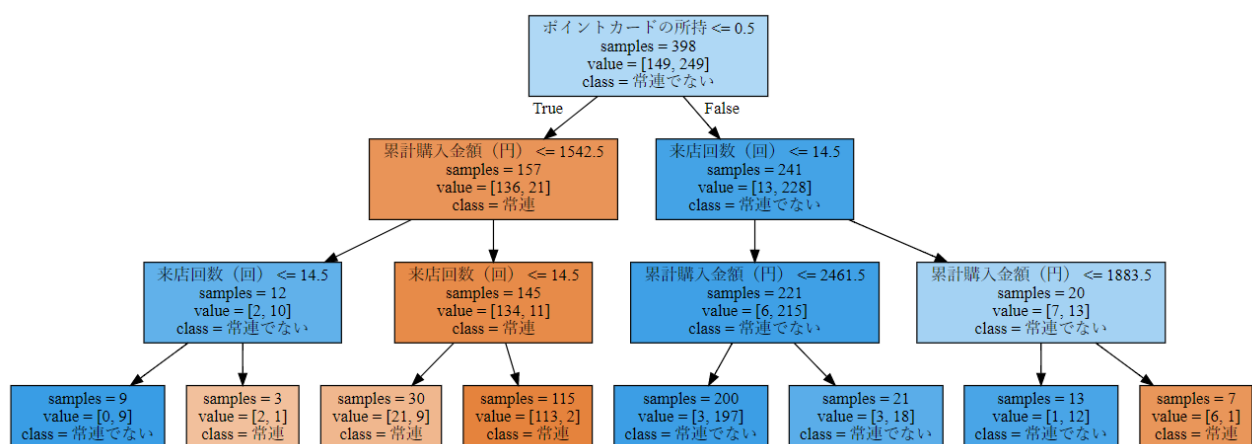 ポイントカードの所持 <= 0.5
samples = 398
value = [149, 249]
class = 常連でない
True
False
累計購入金額（円） <= 1542.5
samples = 157
value = [136, 21]
class = 常連
来店回数（回） <= 14.5
samples = 241
value = [13, 228]
class = 常連でない
来店回数（回） <= 14.5
samples = 12
value = [2, 10]
class = 常連でない
来店回数（回） <= 14.5
samples = 145
value = [134, 11]
class = 常連
累計購入金額（円） <= 2461.5
samples = 221
value = [6, 215]
class = 常連でない
累計購入金額（円） <= 1883.5
samples = 20
value = [7, 13]
class = 常連でない
samples = 9
value = [0, 9]
class = 常連でない
samples = 3
value = [2, 1]
class = 常連
samples = 30
value = [21, 9]
class = 常連
samples = 115
value = [113, 2]
class = 常連
samples = 200
value = [3, 197]
class = 常連でない
samples = 21
value = [3, 18]
class = 常連でない
samples = 13
value = [1, 12]
class = 常連でない
samples = 7
value = [6, 1]
class = 常連